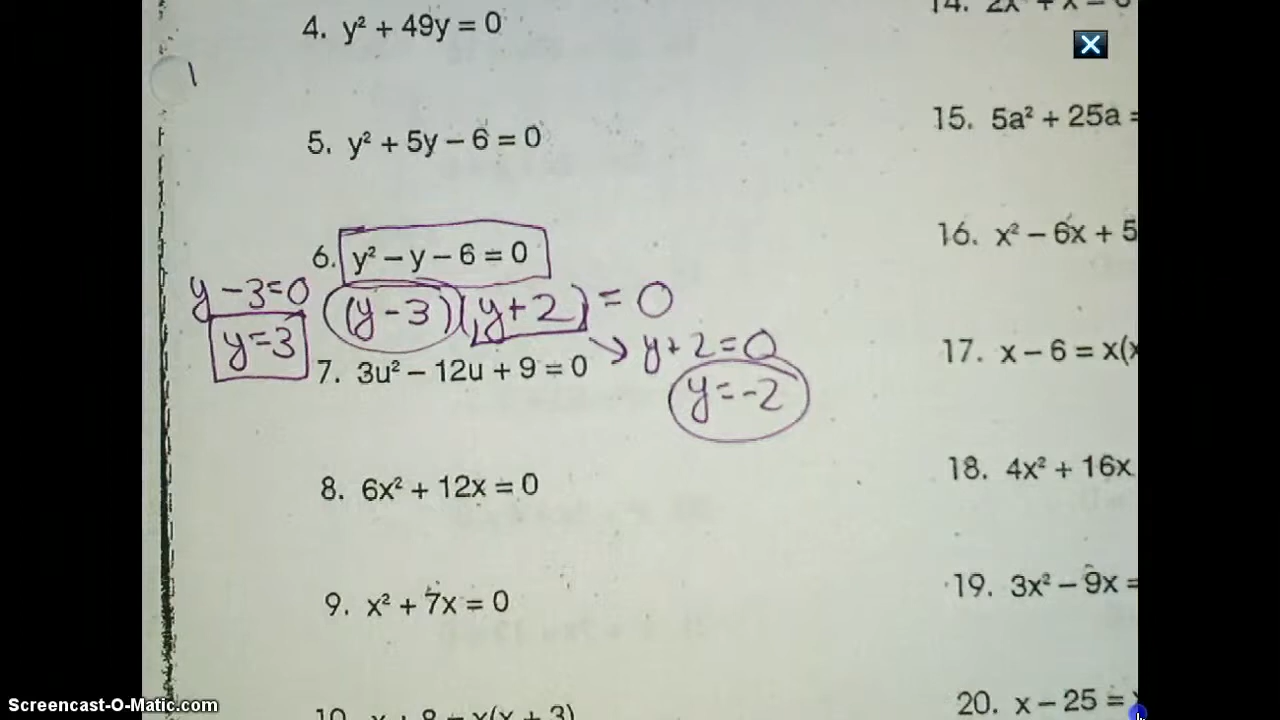 4. y² + 49y = 0
5. y² + 5y – 6 = 0
6. y² – y – 6 = 0
(y - 3)(y + 2) = 0
y - 3 = 0
y = 3
y + 2 = 0
y = -2
7. 3u² – 12u + 9 = 0
8. 6x² + 12x = 0
9. x² + 7x = 0
15. 5a² + 25a =
16. x² – 6x + 5
17. x – 6 = x(x
18. 4x² + 16x
19. 3x² – 9x =
20. x – 25 =
Screencast-O-Matic.com